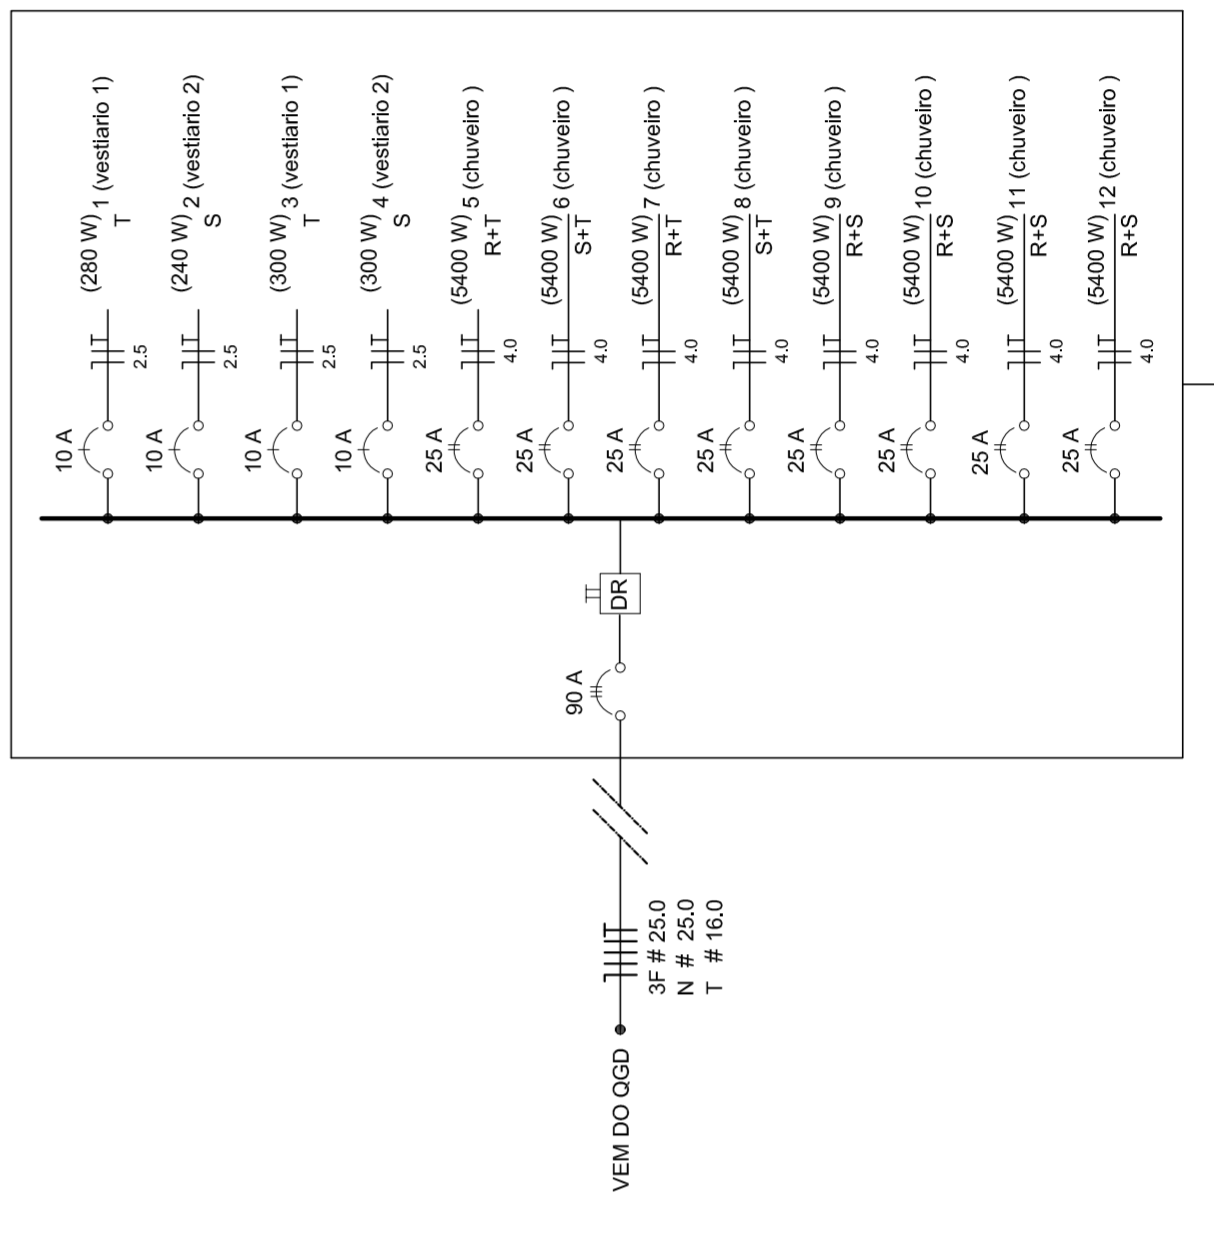 (280 W) 1 (vestiario 1)
T
2.5
10 A
(240 W) 2 (vestiario 2)
S
2.5
10 A
(300 W) 3 (vestiario 1)
T
2.5
10 A
(300 W) 4 (vestiario 2)
S
2.5
10 A
(5400 W) 5 (chuveiro )
R+T
4.0
25 A
(5400 W) 6 (chuveiro )
S+T
4.0
25 A
(5400 W) 7 (chuveiro )
R+T
4.0
25 A
(5400 W) 8 (chuveiro )
S+T
4.0
25 A
(5400 W) 9 (chuveiro )
R+S
4.0
25 A
(5400 W) 10 (chuveiro )
R+S
4.0
25 A
(5400 W) 11 (chuveiro )
R+S
4.0
25 A
(5400 W) 12 (chuveiro )
R+S
4.0
25 A
DR
90 A
3F # 25.0
N # 25.0
T # 16.0
VEM DO QGD